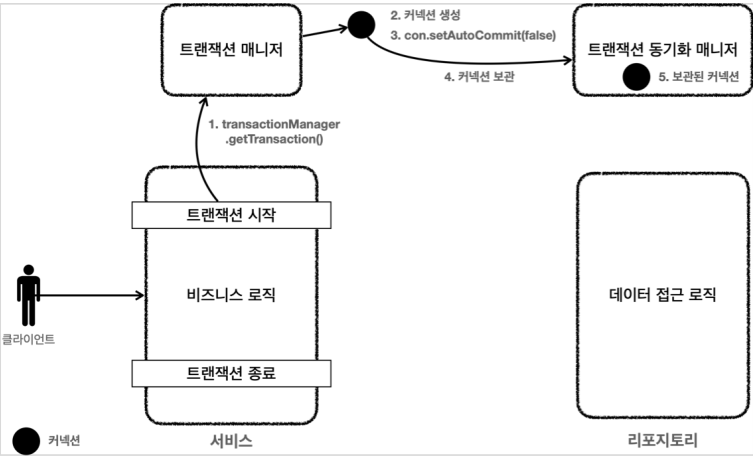 트랜잭션 매니저
2. 커넥션 생성
3. con.setAutoCommit(false)
4. 커넥션 보관
트랜잭션 동기화 매니저
5. 보관된 커넥션
1. transactionManager
.getTransaction()
트랜잭션 시작
비즈니스 로직
트랜잭션 종료
클라이언트
데이터 접근 로직
커넥션
서비스
리포지토리